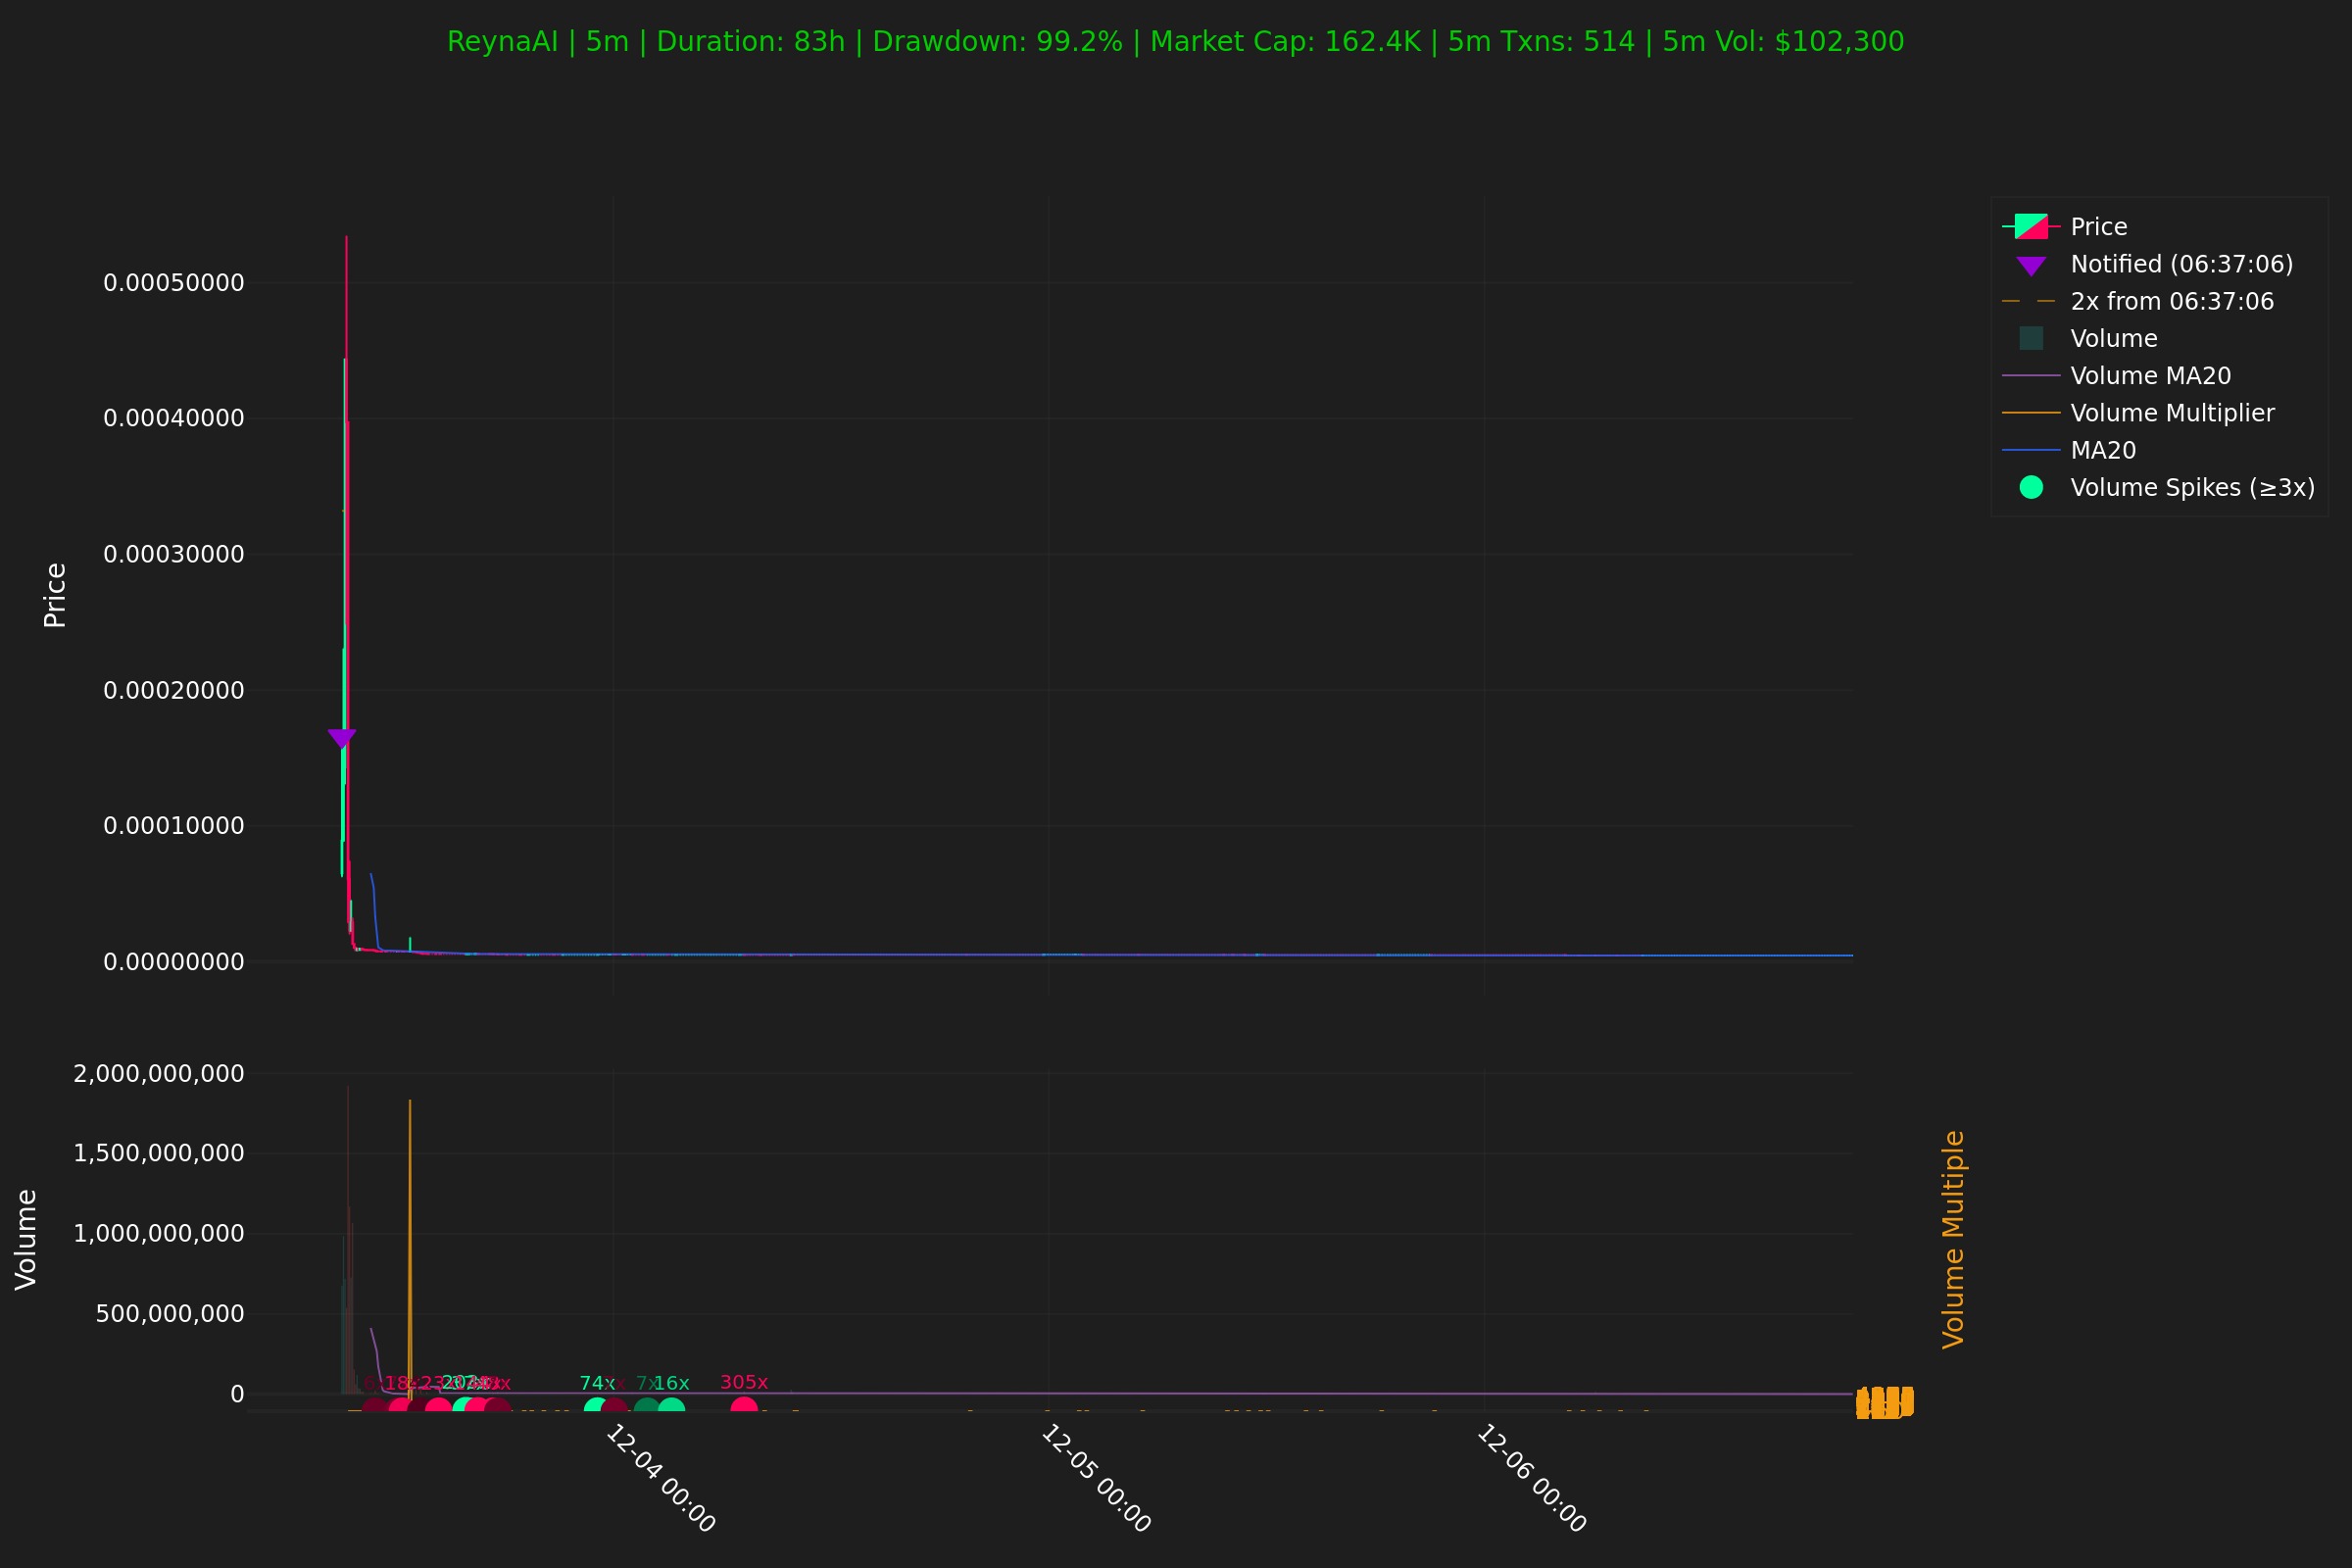 ReynaAI | 5m | Duration: 83h | Drawdown: 99.2% | Market Cap: 162.4K | 5m Txns: 514 | 5m Vol: $102,300
Price
Notified (06:37:06)
2x from 06:37:06
Volume
Volume MA20
Volume Multiplier
MA20
Volume Spikes (≥3x)
Price
0.00050000
0.00040000
0.00030000
0.00020000
0.00010000
0.00000000
Volume
2,000,000,000
1,500,000,000
1,000,000,000
500,000,000
0
Volume Multiple
18x
74x
7x
16x
305x
12-04 00:00
12-05 00:00
12-06 00:00